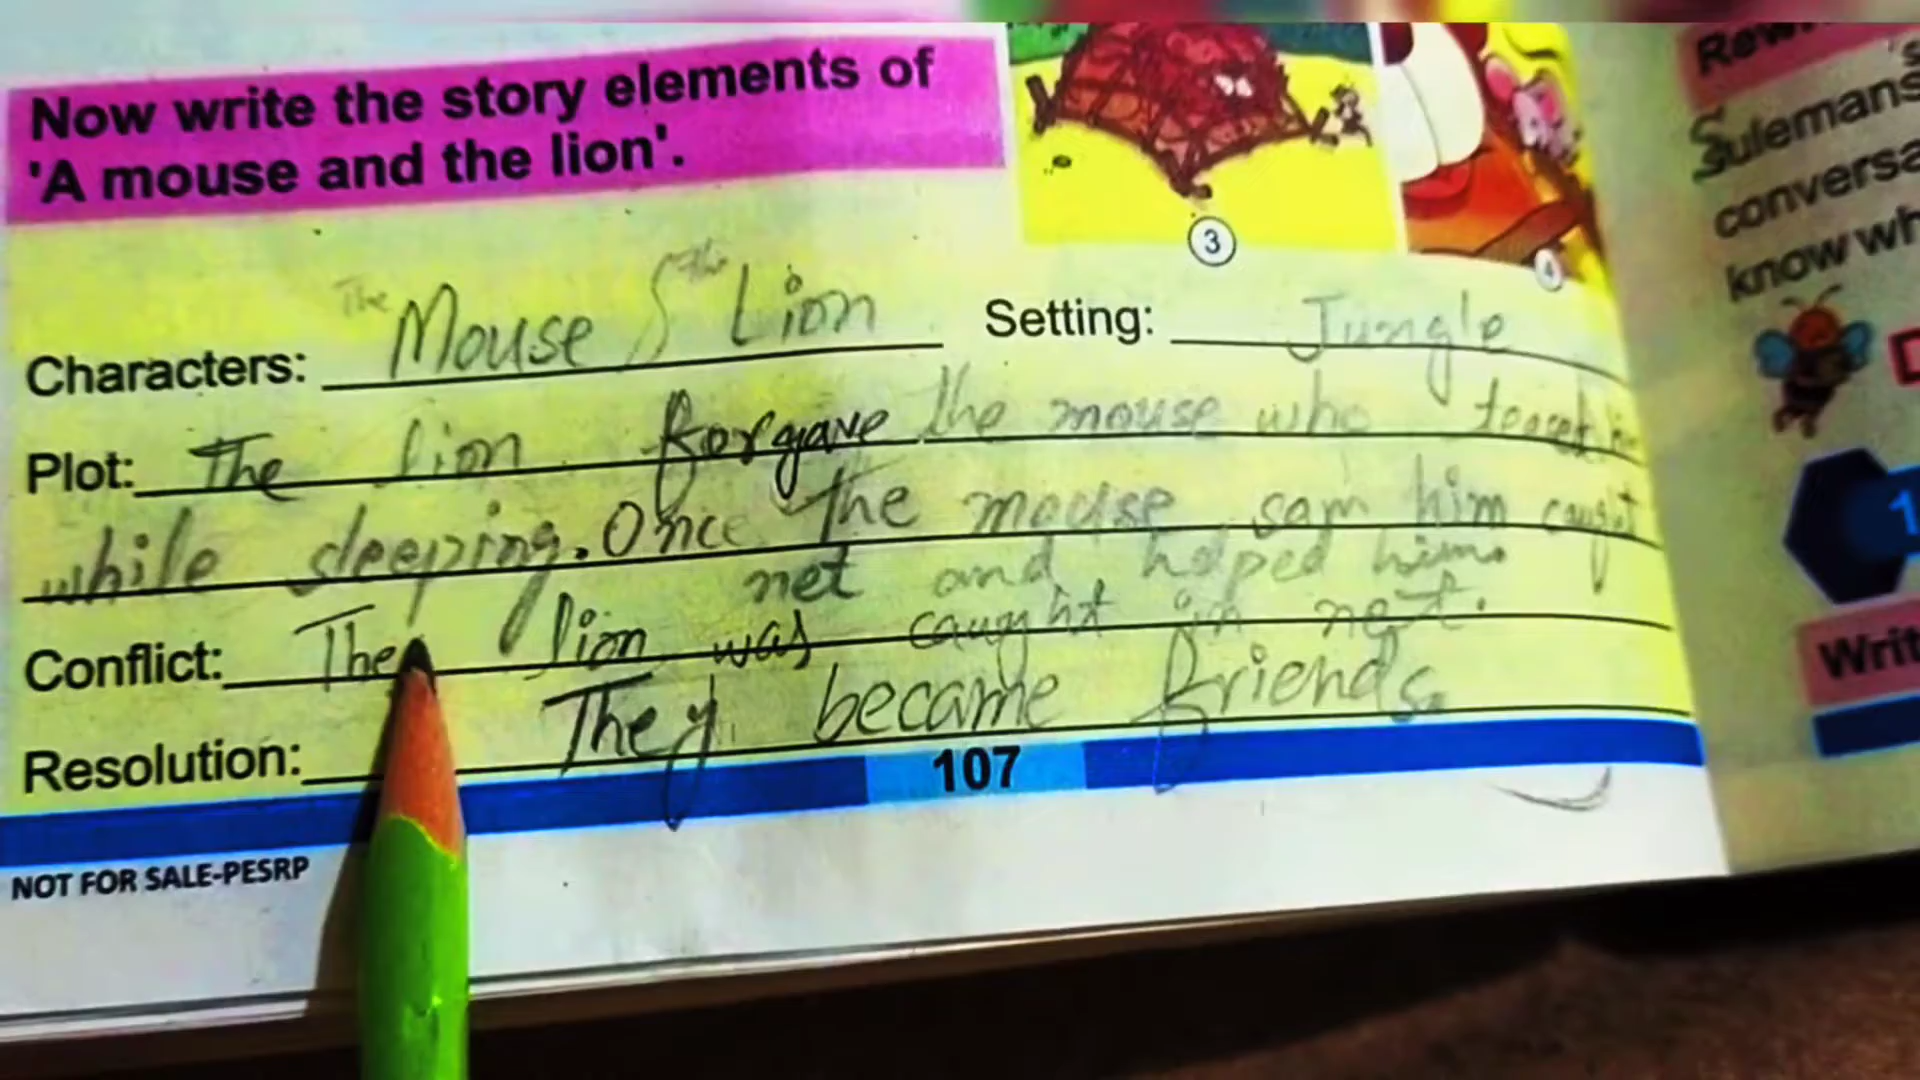 Now write the story elements of
'A mouse and the lion'.
3
4
The Mouse & the Lion
Characters:
Setting: Jungle
Plot: The lion forgave the mouse who
while sleeping. Once the mouse saw him caught
net and helped him.
Conflict: The lion was caught in net.
Resolution: They became friends.
107
NOT FOR SALE-PESRP
Sulemans
conversa
know wh
1
Writ